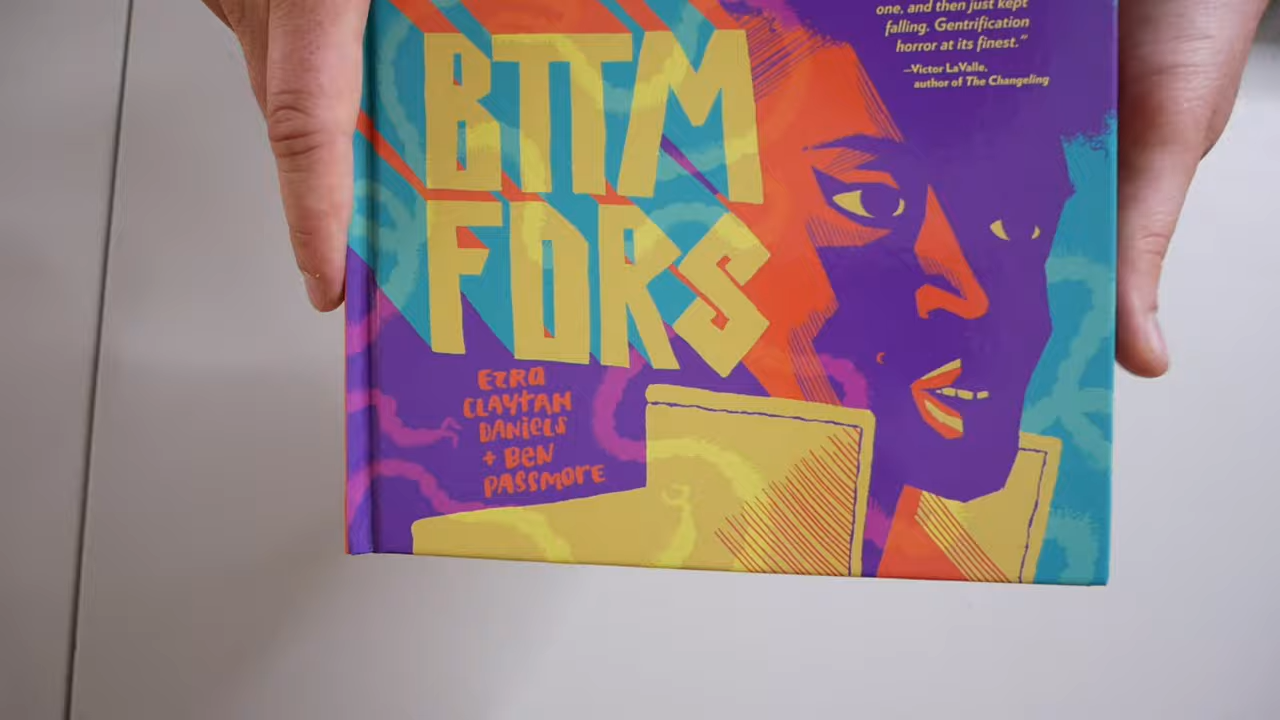 one, and then just kept
falling. Gentrification
horror at its finest."
—Victor LaValle,
author of The Changeling
BTTM
FDRS
EZRA
CLAYTAN
DANIELS
+ BEN
PASSMORE